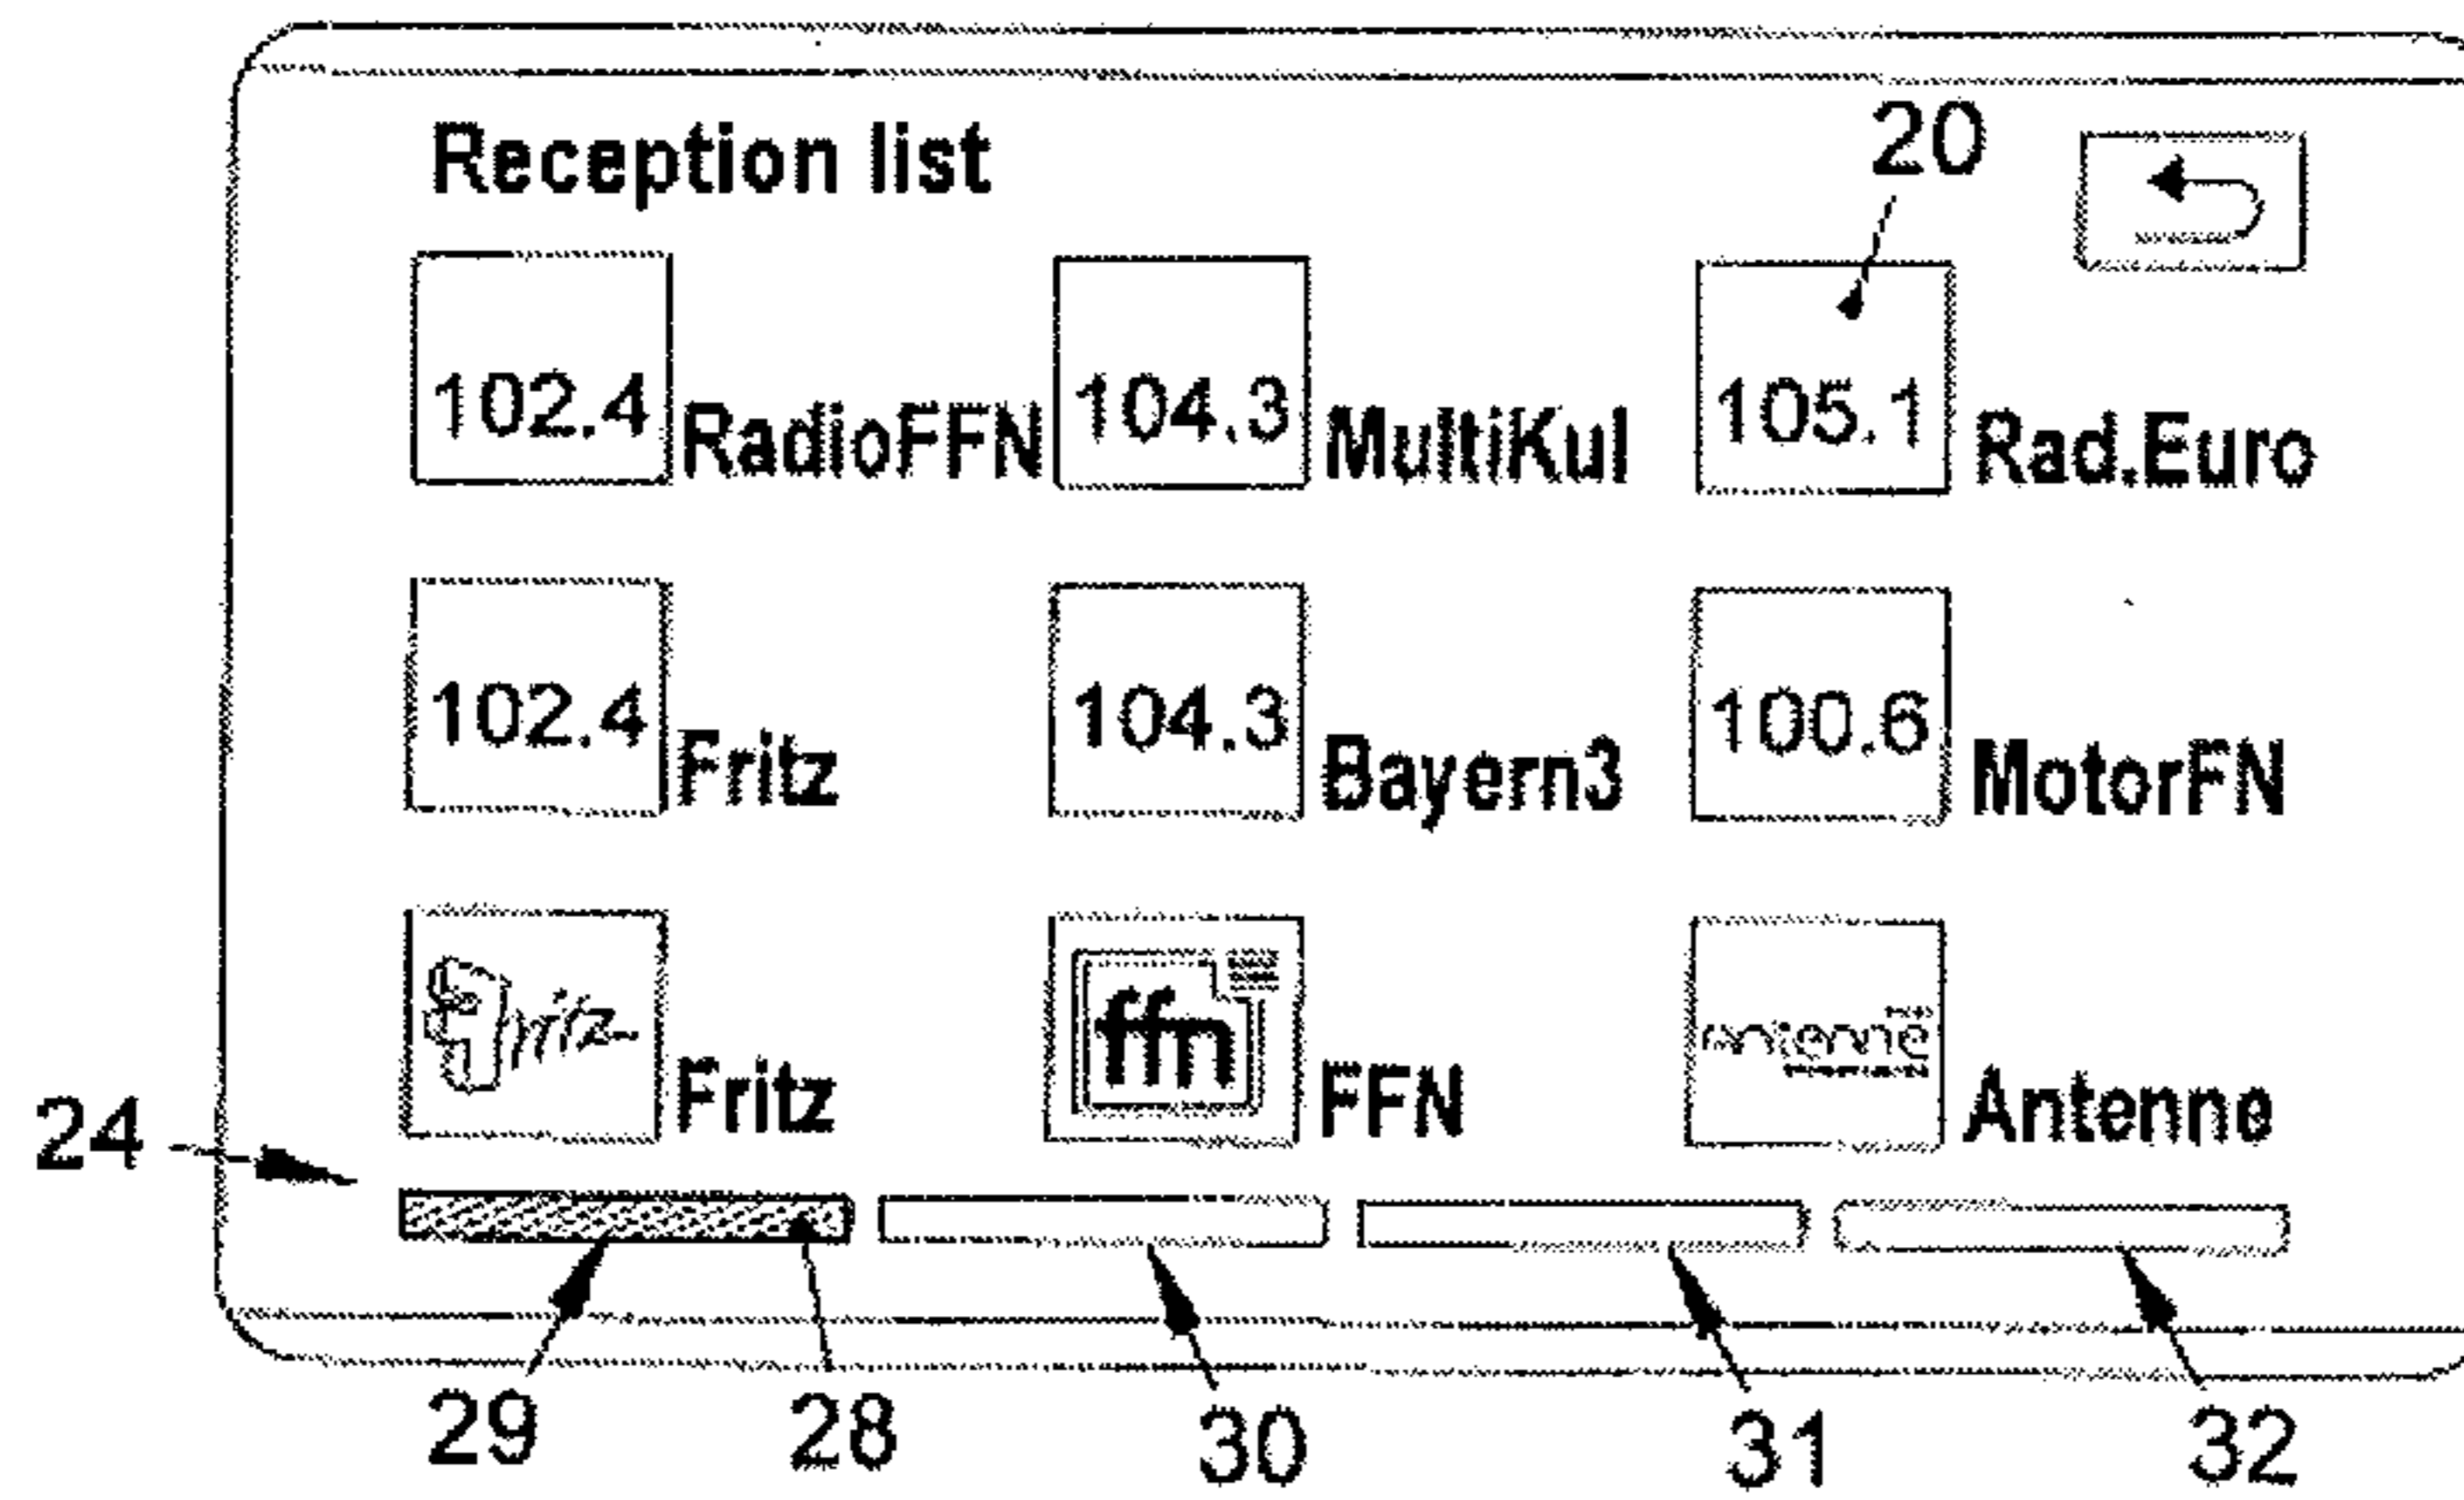 Reception list
20
102.4 RadioFFN 104.3 MultiKul 105.1 Rad.Euro
102.4 Fritz 104.3 Bayern3 100.6 MotorFN
Fritz Fritz ffn FFN antenne Antenne
24
29 28 30 31 32